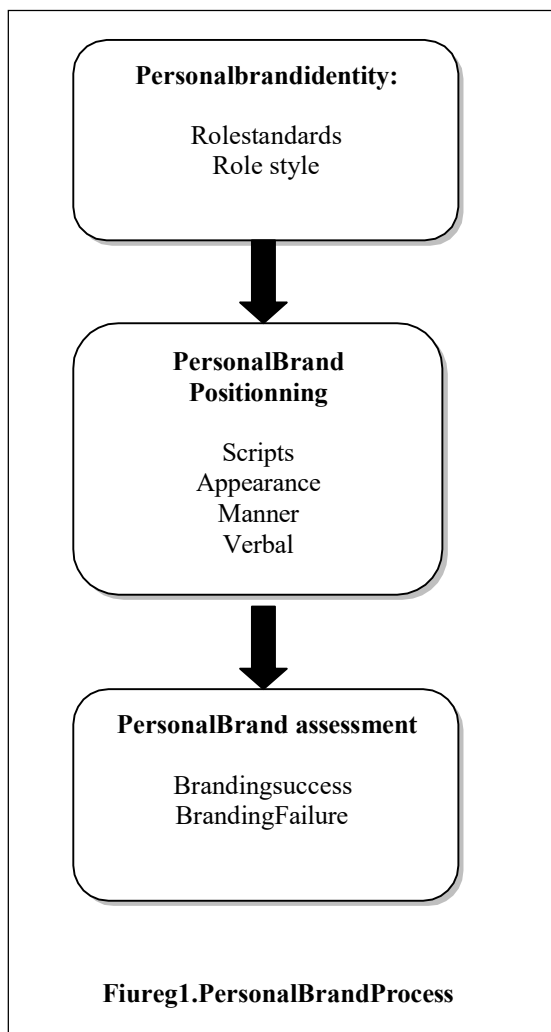 Personalbrandidentity:
Rolestandards
Role style
PersonalBrand
Positionning
Scripts
Appearance
Manner
Verbal
PersonalBrand assessment
Brandingsuccess
BrandingFailure
Fiureg1.PersonalBrandProcess